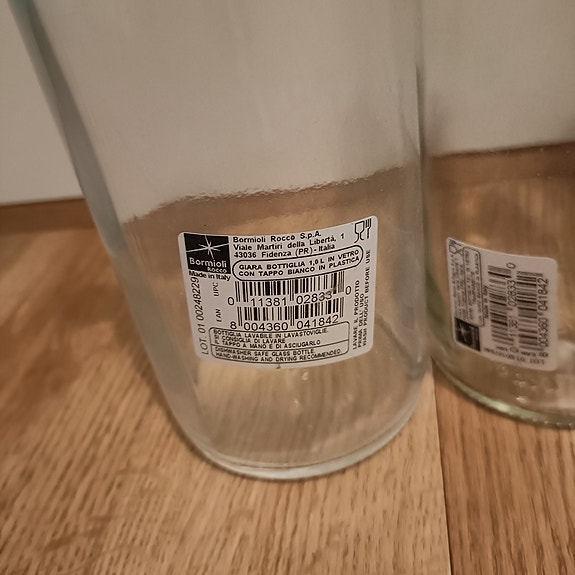 Bormioli
Rocco
Made in Italy
Bormioli Rocco S.p.A.
Viale Martiri della Libertà, 1
43036 Fidenza (PR) - Italia
GIARA BOTTIGLIA 1,0 L IN VETRO
CON TAPPO BIANCO IN PLASTICA
LOT. 01 00248229
UPC
0 11381 02833 0
EAN
8 004360 041842
LAVARE IL PRODOTTO
PRIMA DELL'USO
WASH PRODUCT BEFORE USE
BOTTIGLIA LAVABILE IN LAVASTOVIGLIE.
SI CONSIGLIA DI LAVARE
IL TAPPO A MANO E DI ASCIUGARLO
DISHWASHER SAFE GLASS BOTTLE.
HAND-WASHING AND DRYING RECOMMENDED.
02833 0
041842